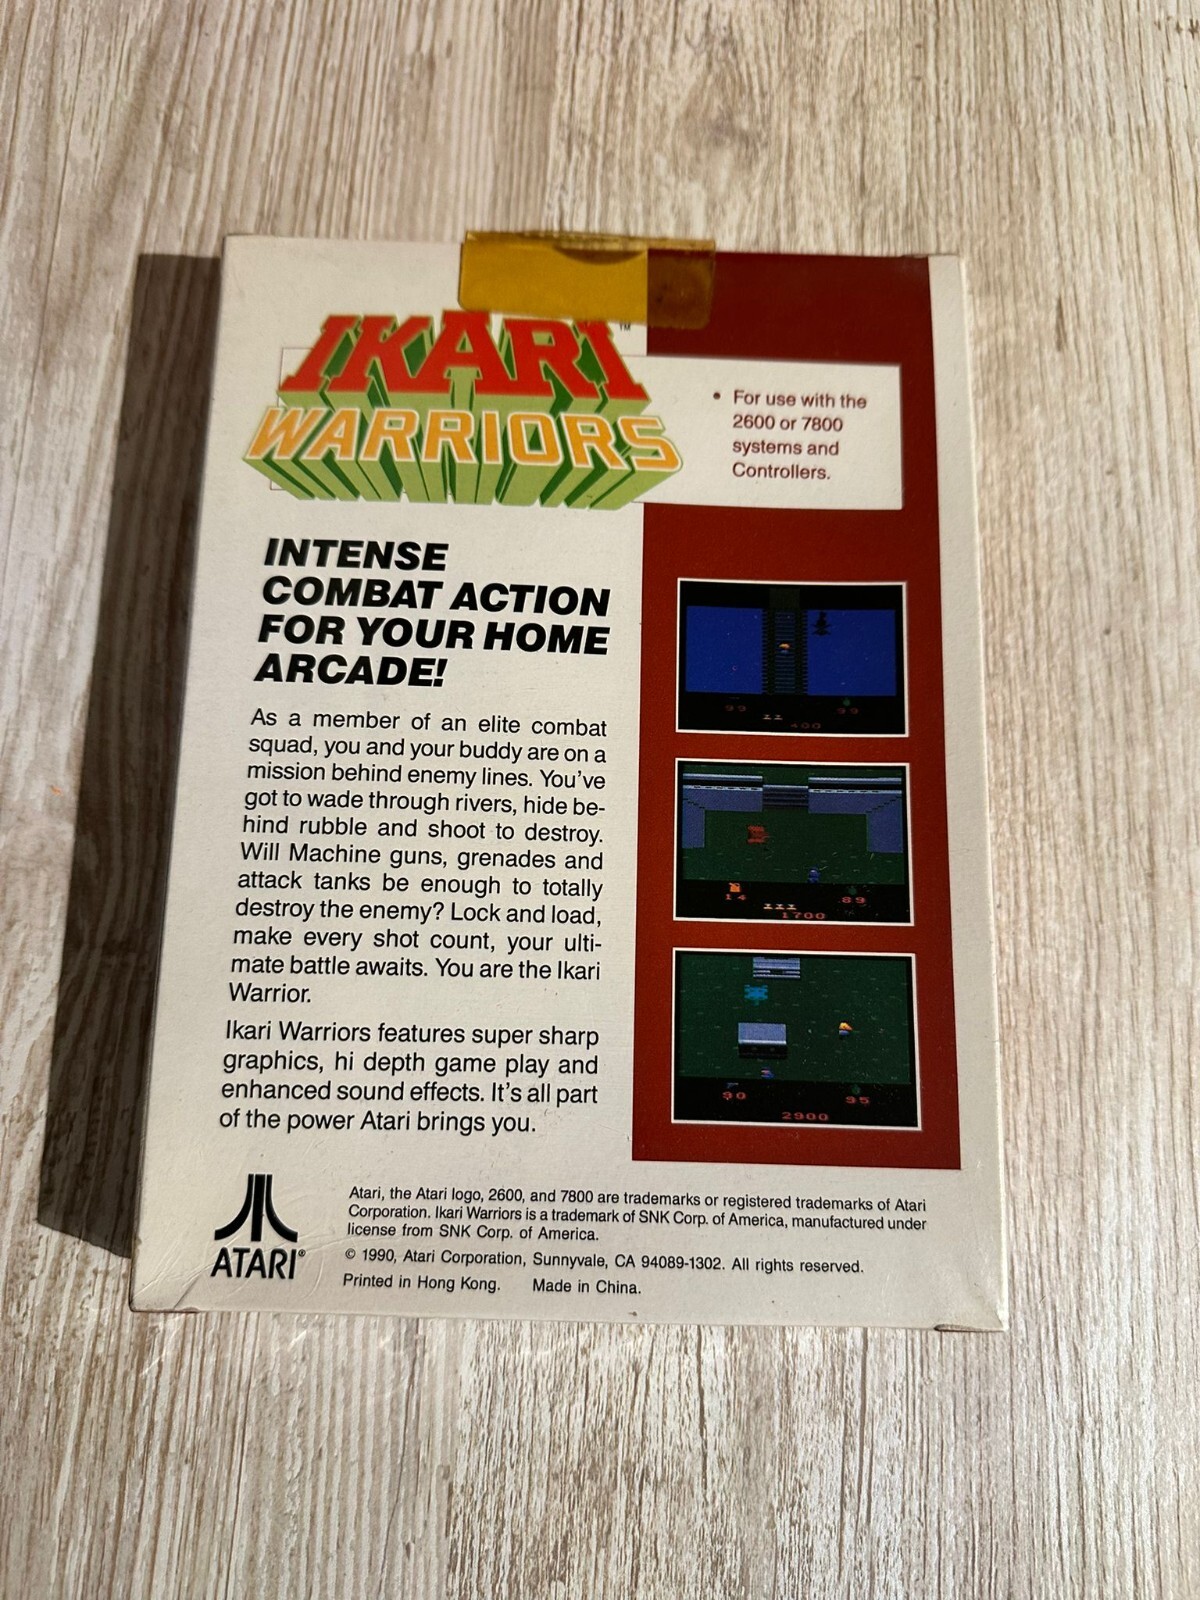 IKARI
WARRIORS
TM
• For use with the
2600 or 7800
systems and
Controllers.
INTENSE
COMBAT ACTION
FOR YOUR HOME
ARCADE!
As a member of an elite combat
squad, you and your buddy are on a
mission behind enemy lines. You've
got to wade through rivers, hide be-
hind rubble and shoot to destroy.
Will Machine guns, grenades and
attack tanks be enough to totally
destroy the enemy? Lock and load,
make every shot count, your ulti-
mate battle awaits. You are the Ikari
Warrior.
Ikari Warriors features super sharp
graphics, hi depth game play and
enhanced sound effects. It's all part
of the power Atari brings you.
99 99
400
14 89
1700
90 95
2900
ATARI®
Atari, the Atari logo, 2600, and 7800 are trademarks or registered trademarks of Atari
Corporation. Ikari Warriors is a trademark of SNK Corp. of America, manufactured under
license from SNK Corp. of America.
© 1990, Atari Corporation, Sunnyvale, CA 94089-1302. All rights reserved.
Printed in Hong Kong. Made in China.